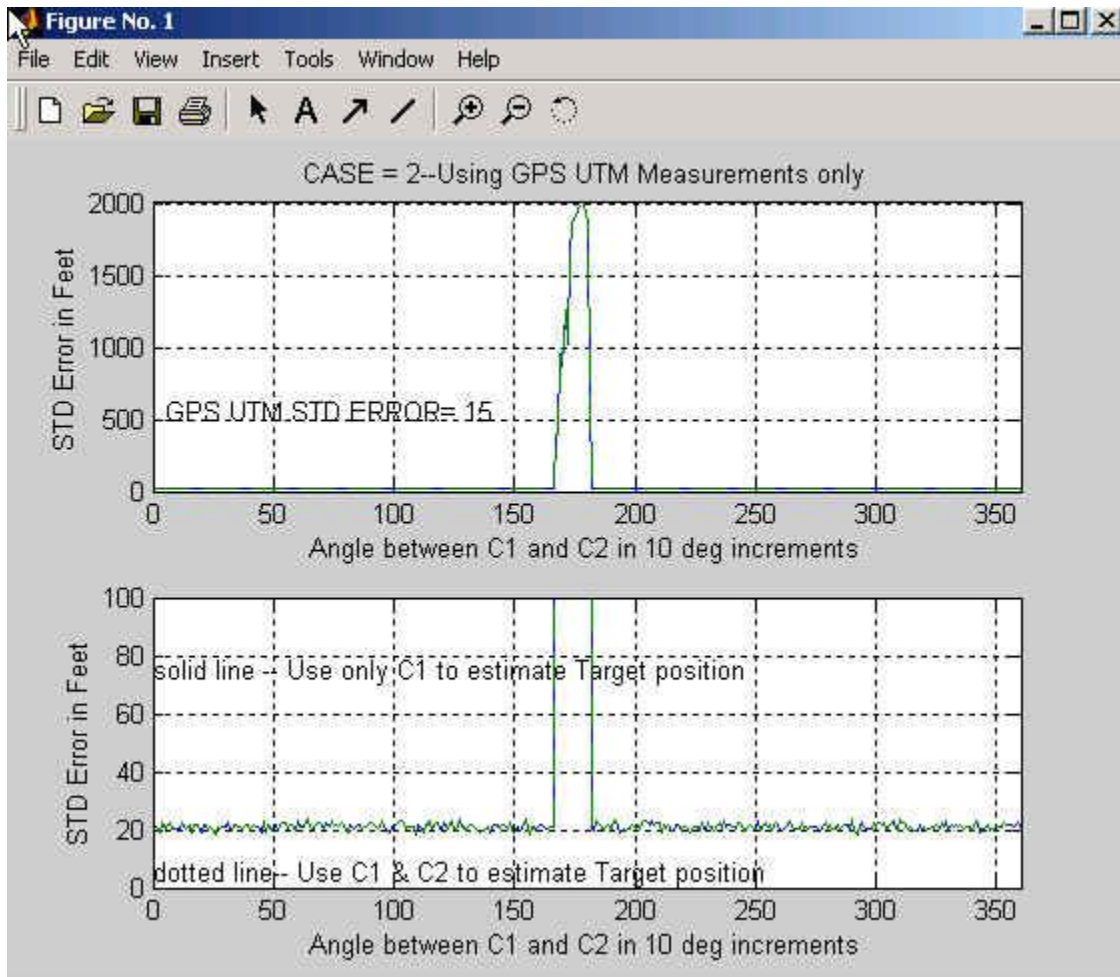 Figure No. 1
File Edit View Insert Tools Window Help
A
CASE = 2--Using GPS UTM Measurements only
2000
1500
1000
500
0
STD Error in Feet
GPS UTM STD ERROR= 15
0 50 100 150 200 250 300 350
Angle between C1 and C2 in 10 deg increments
100
80
60
40
20
0
STD Error in Feet
solid line -- Use only C1 to estimate Target position
dotted line-- Use C1 & C2 to estimate Target position
0 50 100 150 200 250 300 350
Angle between C1 and C2 in 10 deg increments